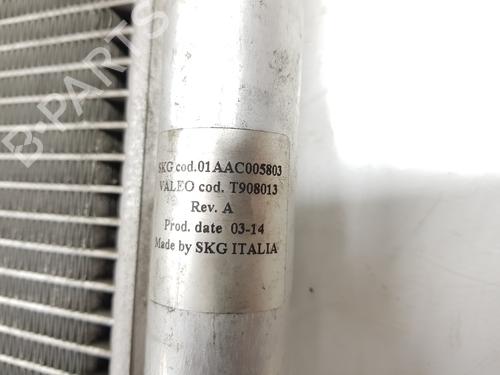 SKG cod.01AAC005803
VALEO cod. T908013
Rev. A
Prod. date 03-14
Made by SKG ITALIA
B-PARTS